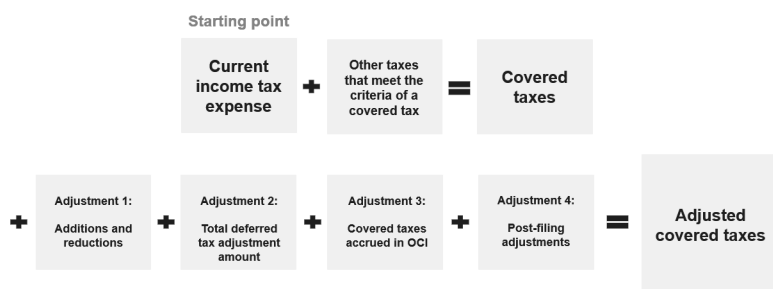 Starting point
Current
income tax
expense
+
Other taxes
that meet the
criteria of a
covered tax
=
Covered
taxes
+
Adjustment 1:
Additions and
reductions
+
Adjustment 2:
Total deferred
tax adjustment
amount
+
Adjustment 3:
Covered taxes
accrued in OCI
+
Adjustment 4:
Post-filing
adjustments
=
Adjusted
covered taxes